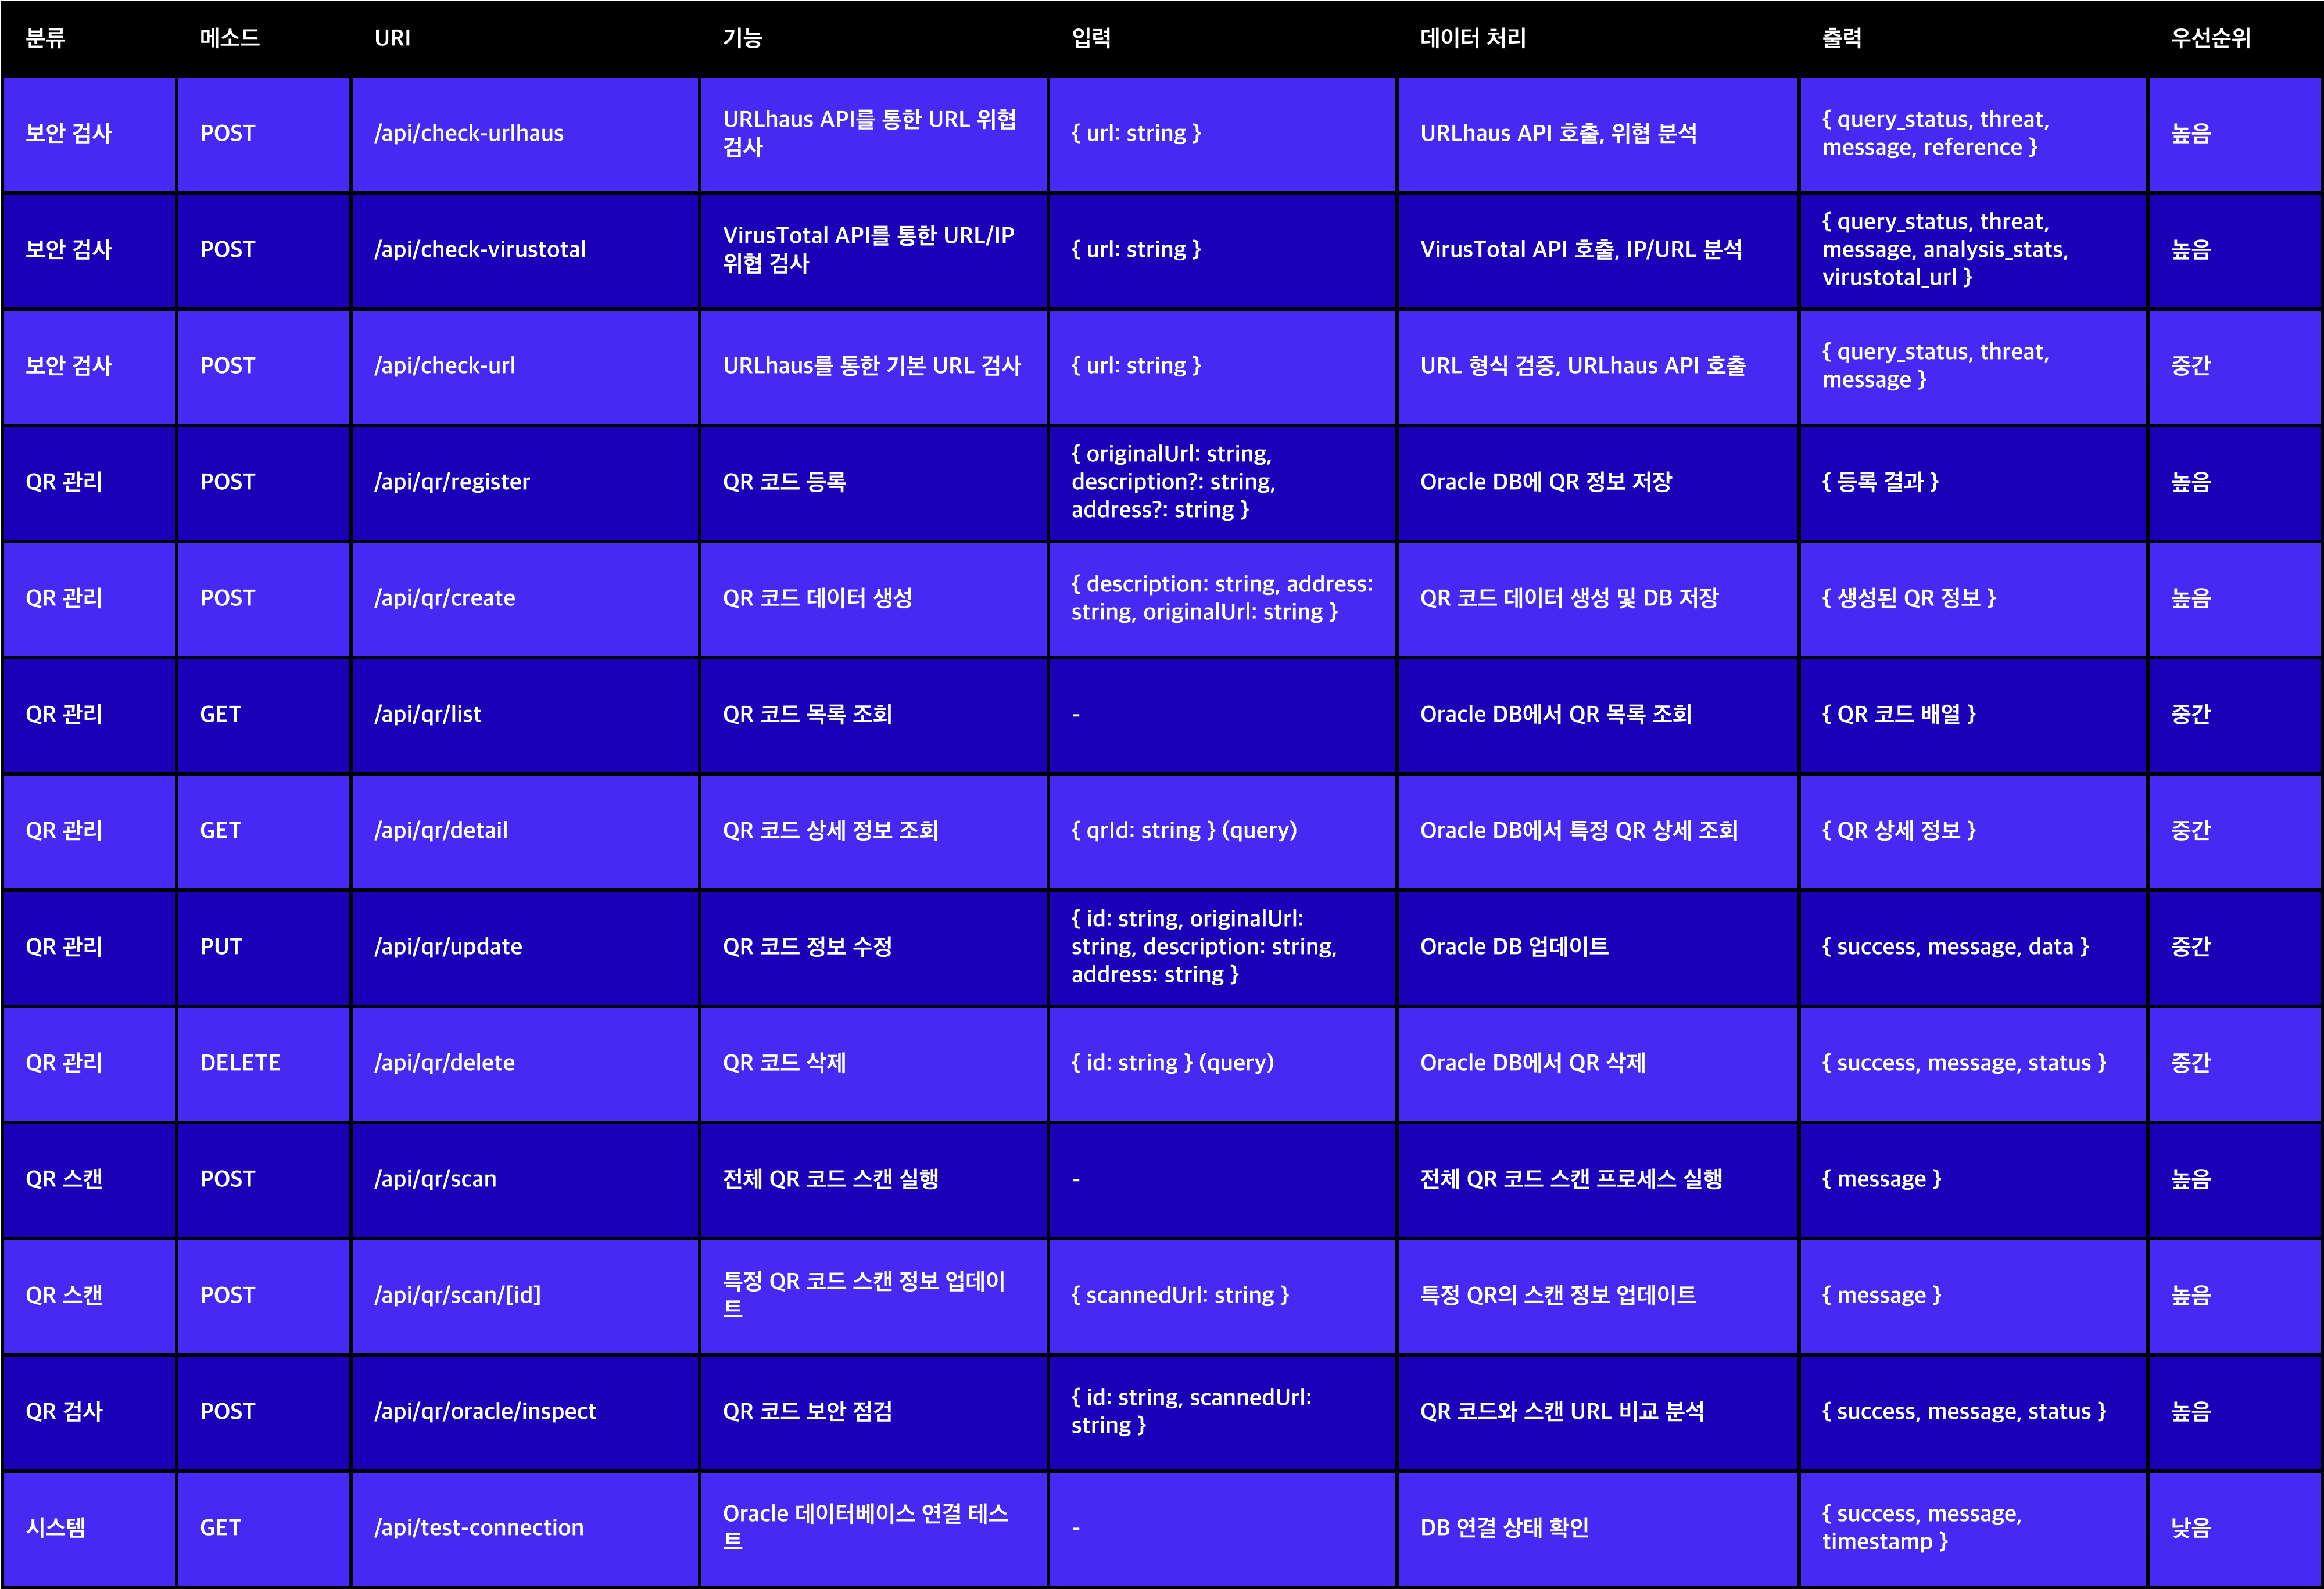 분류 메소드 URI 기능 입력 데이터 처리 출력 우선순위
보안 검사 POST /api/check-urlhaus URLhaus API를 통한 URL 위협 { url: string } URLhaus API 호출, 위협 분석 { query_status, threat, 높음
검사 message, reference }
보안 검사 POST /api/check-virustotal VirusTotal API를 통한 URL/IP { url: string } VirusTotal API 호출, IP/URL 분석 { query_status, threat, 높음
위협 검사 message, analysis_stats,
virustotal_url }
보안 검사 POST /api/check-url URLhaus를 통한 기본 URL 검사 { url: string } URL 형식 검증, URLhaus API 호출 { query_status, threat, 중간
message }
QR 관리 POST /api/qr/register QR 코드 등록 { originalUrl: string, Oracle DB에 QR 정보 저장 { 등록 결과 } 높음
description?: string,
address?: string }
QR 관리 POST /api/qr/create QR 코드 데이터 생성 { description: string, address: QR 코드 데이터 생성 및 DB 저장 { 생성된 QR 정보 } 높음
string, originalUrl: string }
QR 관리 GET /api/qr/list QR 코드 목록 조회 - Oracle DB에서 QR 목록 조회 { QR 코드 배열 } 중간
QR 관리 GET /api/qr/detail QR 코드 상세 정보 조회 { qrId: string } (query) Oracle DB에서 특정 QR 상세 조회 { QR 상세 정보 } 중간
QR 관리 PUT /api/qr/update QR 코드 정보 수정 { id: string, originalUrl: Oracle DB 업데이트 { success, message, data } 중간
string, description: string,
address: string }
QR 관리 DELETE /api/qr/delete QR 코드 삭제 { id: string } (query) Oracle DB에서 QR 삭제 { success, message, status } 중간
QR 스캔 POST /api/qr/scan 전체 QR 코드 스캔 실행 - 전체 QR 코드 스캔 프로세스 실행 { message } 높음
QR 스캔 POST /api/qr/scan/[id] 특정 QR 코드 스캔 정보 업데이 { scannedUrl: string } 특정 QR의 스캔 정보 업데이트 { message } 높음
트
QR 검사 POST /api/qr/oracle/inspect QR 코드 보안 점검 { id: string, scannedUrl: QR 코드와 스캔 URL 비교 분석 { success, message, status } 높음
string }
시스템 GET /api/test-connection Oracle 데이터베이스 연결 테스 - DB 연결 상태 확인 { success, message, 낮음
트 timestamp }